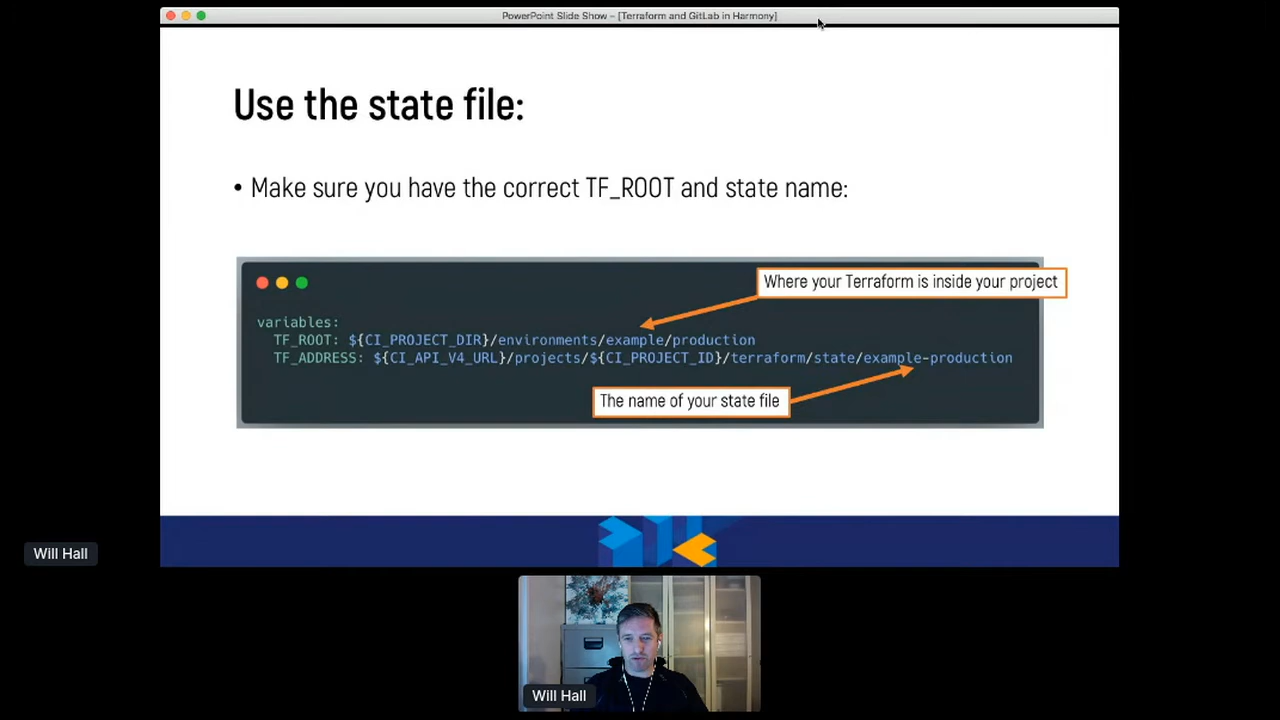 PowerPoint Slide Show – [Terraform and GitLab in Harmony]
Use the state file:
• Make sure you have the correct TF_ROOT and state name:
Where your Terraform is inside your project
variables:
TF_ROOT: ${CI_PROJECT_DIR}/environments/example/production
TF_ADDRESS: ${CI_API_V4_URL}/projects/${CI_PROJECT_ID}/terraform/state/example-production
The name of your state file
Will Hall
Will Hall